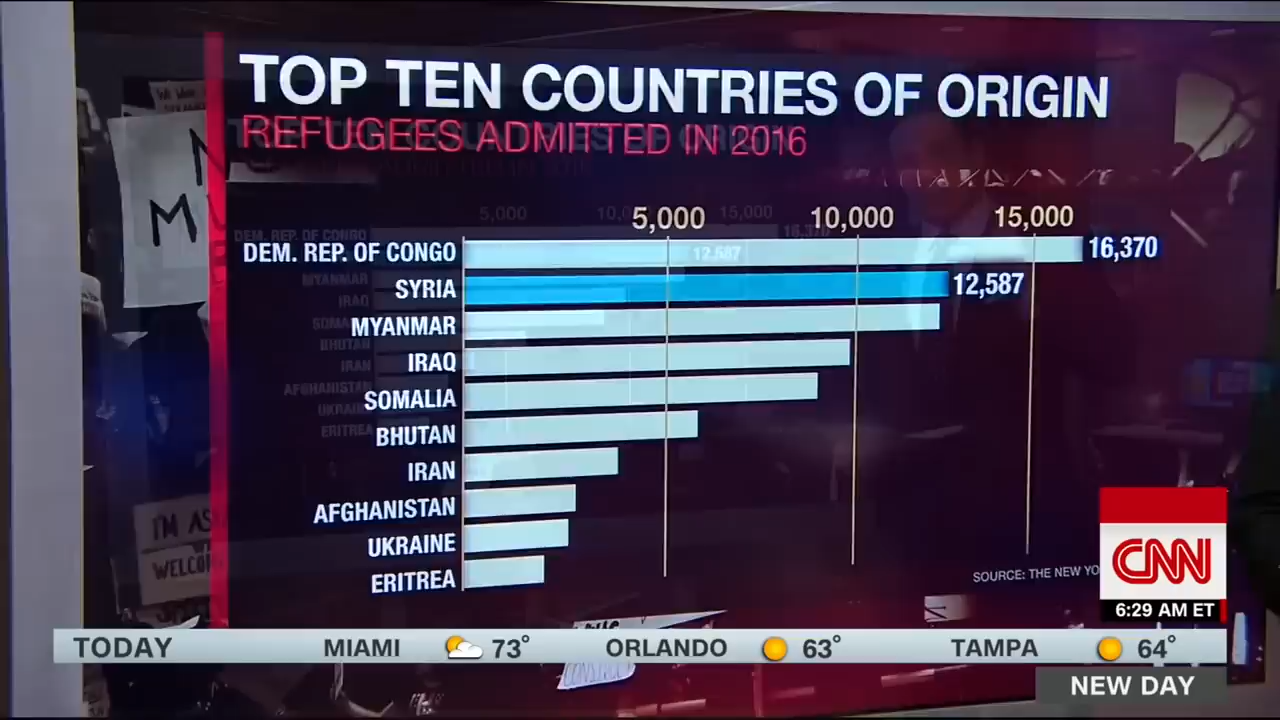 TOP TEN COUNTRIES OF ORIGIN
REFUGEES ADMITTED IN 2016
5,000 10,000 15,000
DEM. REP. OF CONGO 16,370
SYRIA 12,587
MYANMAR
IRAQ
SOMALIA
BHUTAN
IRAN
AFGHANISTAN
UKRAINE
ERITREA
SOURCE: THE NEW YO
CNN
6:29 AM ET
TODAY MIAMI 73° ORLANDO 63° TAMPA 64°
NEW DAY
I'M AS
WELCO